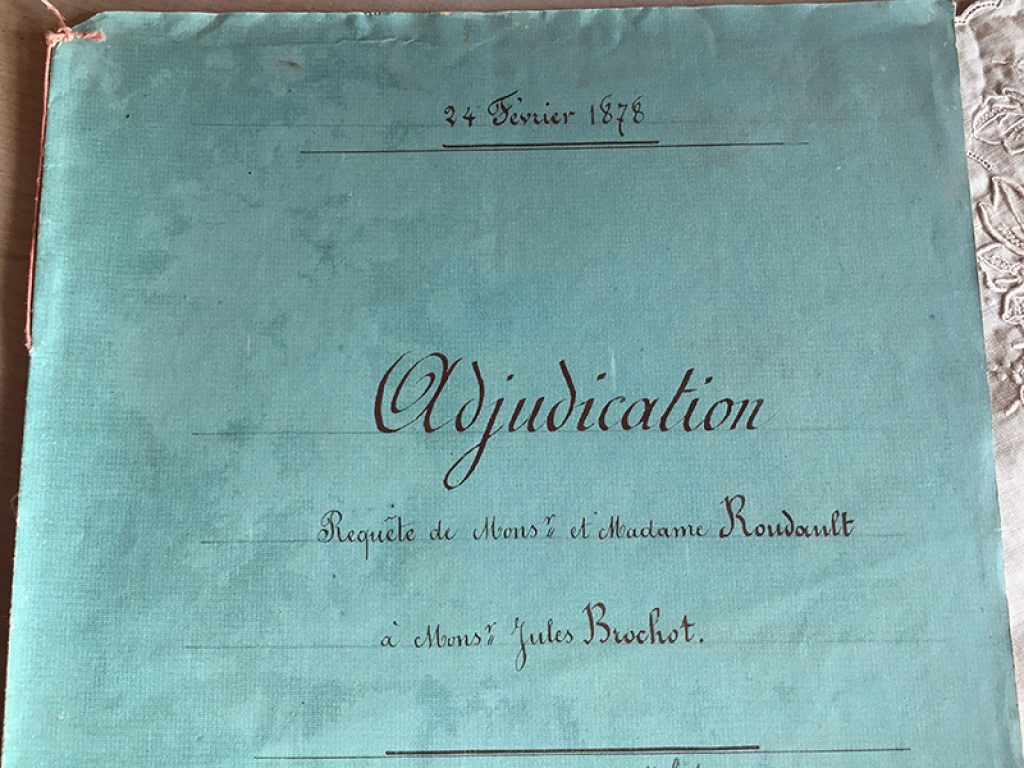 24 Février 1878
Adjudication
Requête de Monsʳ et Madame Roudault
à Monsʳ Jules Brochot.